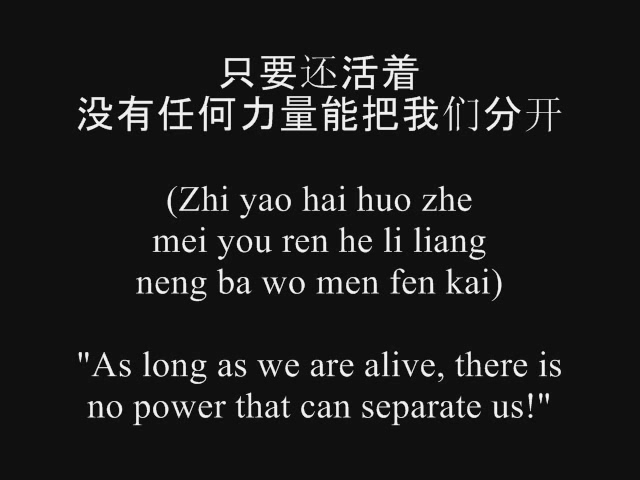 只要还活着
没有任何力量能把我们分开
(Zhi yao hai huo zhe
mei you ren he li liang
neng ba wo men fen kai)
"As long as we are alive, there is
no power that can separate us!"